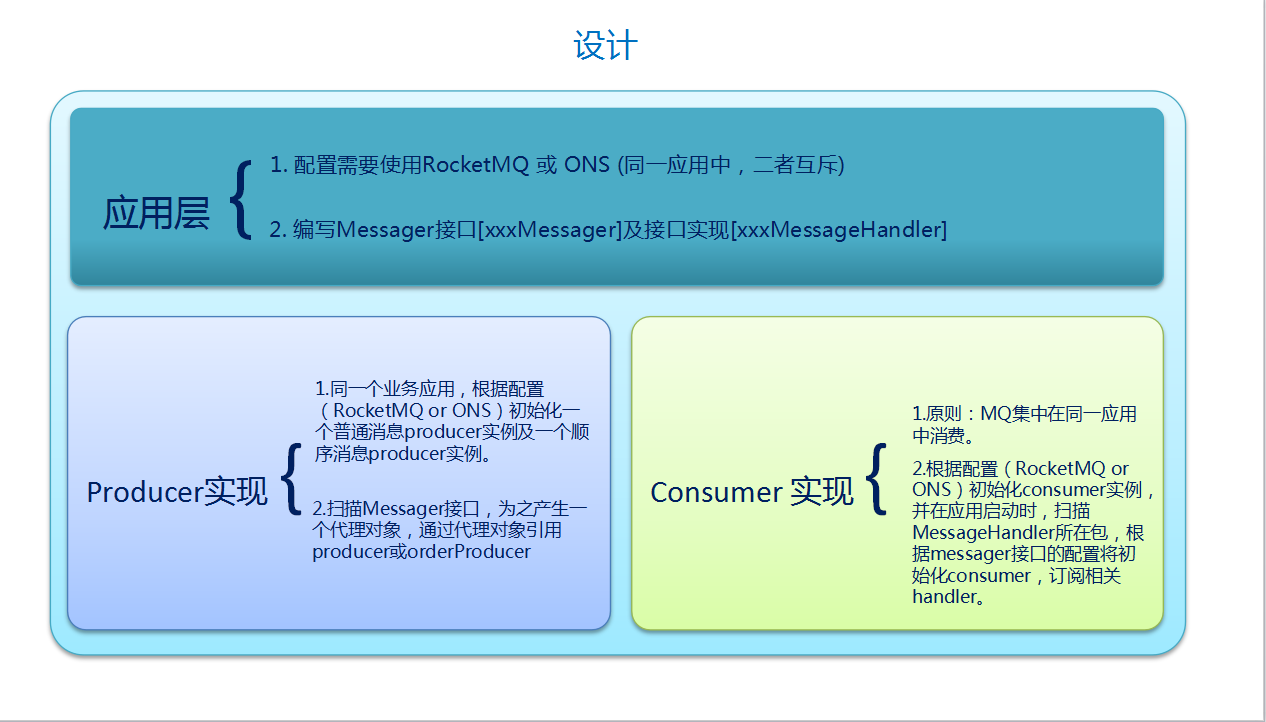 设计
应用层
1. 配置需要使用RocketMQ 或 ONS (同一应用中，二者互斥)
2. 编写Messager接口[xxxMessager]及接口实现[xxxMessageHandler]
Producer实现
1.同一个业务应用，根据配置
（RocketMQ or ONS）初始化一
个普通消息producer实例及一个顺
序消息producer实例。
2.扫描Messager接口，为之产生一
个代理对象，通过代理对象引用
producer或orderProducer
Consumer 实现
1.原则：MQ集中在同一应用
中消费。
2.根据配置（RocketMQ or
ONS）初始化consumer实例，
并在应用启动时，扫描
MessageHandler所在包，根
据messager接口的配置将初
始化consumer，订阅相关
handler。